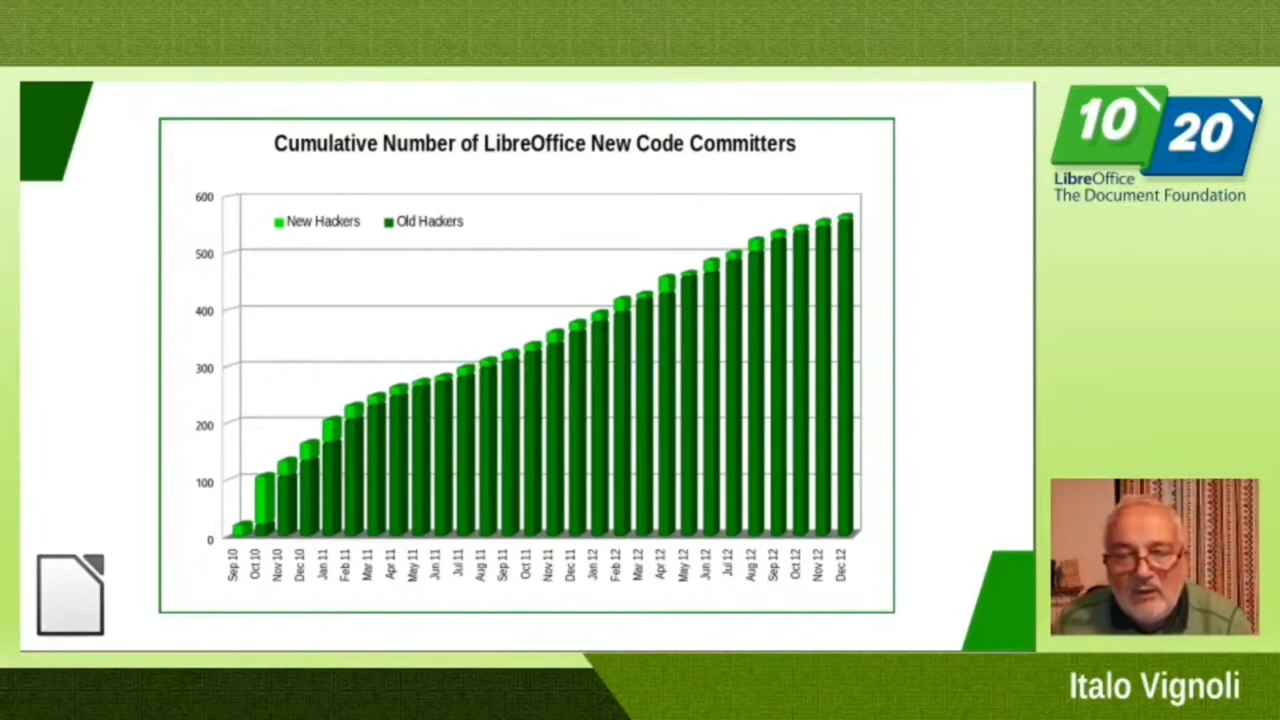 Cumulative Number of LibreOffice New Code Committers
600
500
400
300
200
100
0
New Hackers
Old Hackers
Sep 10
Oct 10
Nov 10
Dec 10
Jan 11
Feb 11
Mar 11
Apr 11
May 11
Jun 11
Jul 11
Aug 11
Sep 11
Oct 11
Nov 11
Dec 11
Jan 12
Feb 12
Mar 12
Apr 12
May 12
Jun 12
Jul 12
Aug 12
Sep 12
Oct 12
Nov 12
Dec 12
10
20
LibreOffice
The Document Foundation
Italo Vignoli